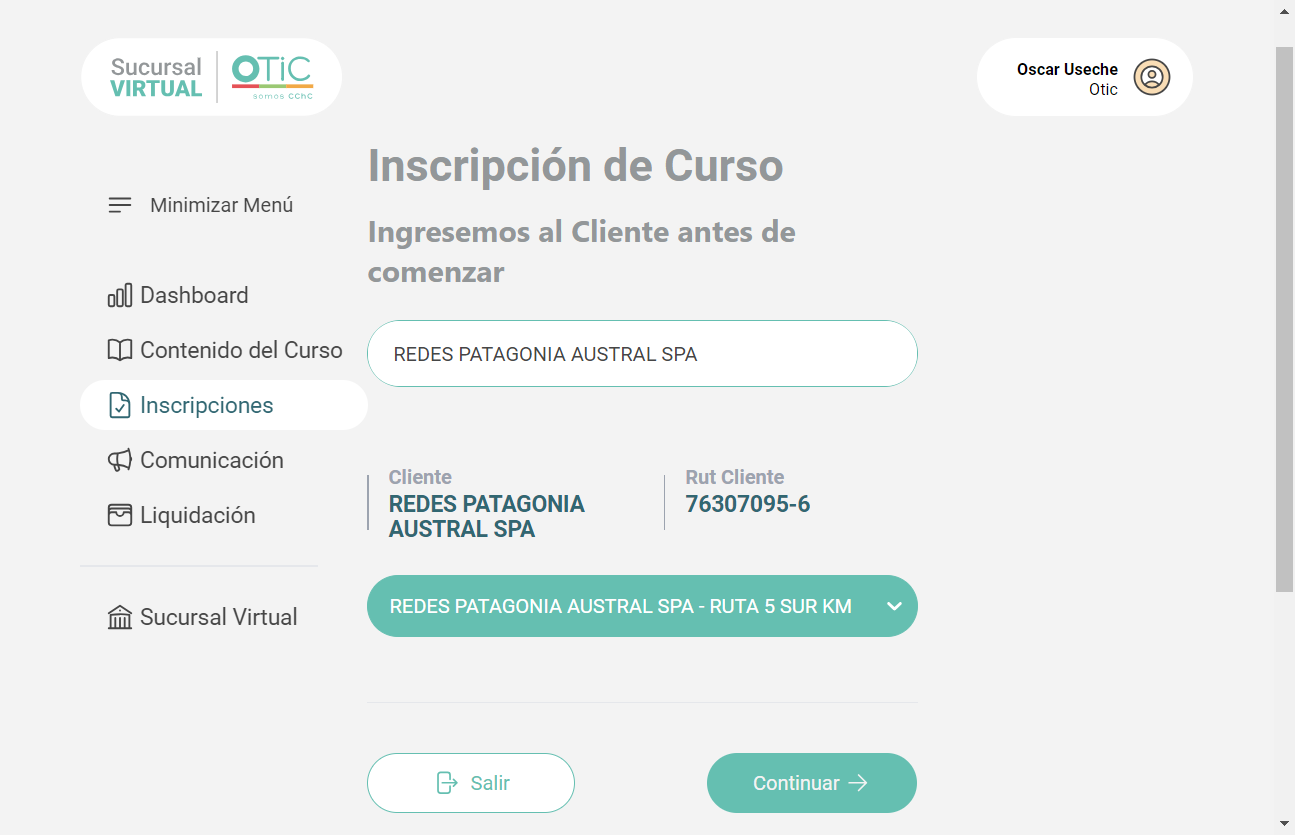 Sucursal
VIRTUAL
OTIC
somos CChC
Oscar Useche
Otic
Minimizar Menú
Dashboard
Contenido del Curso
Inscripciones
Comunicación
Liquidación
Sucursal Virtual
Inscripción de Curso
Ingresemos al Cliente antes de
comenzar
REDES PATAGONIA AUSTRAL SPA
Cliente
REDES PATAGONIA
AUSTRAL SPA
Rut Cliente
76307095-6
REDES PATAGONIA AUSTRAL SPA - RUTA 5 SUR KM
Salir
Continuar